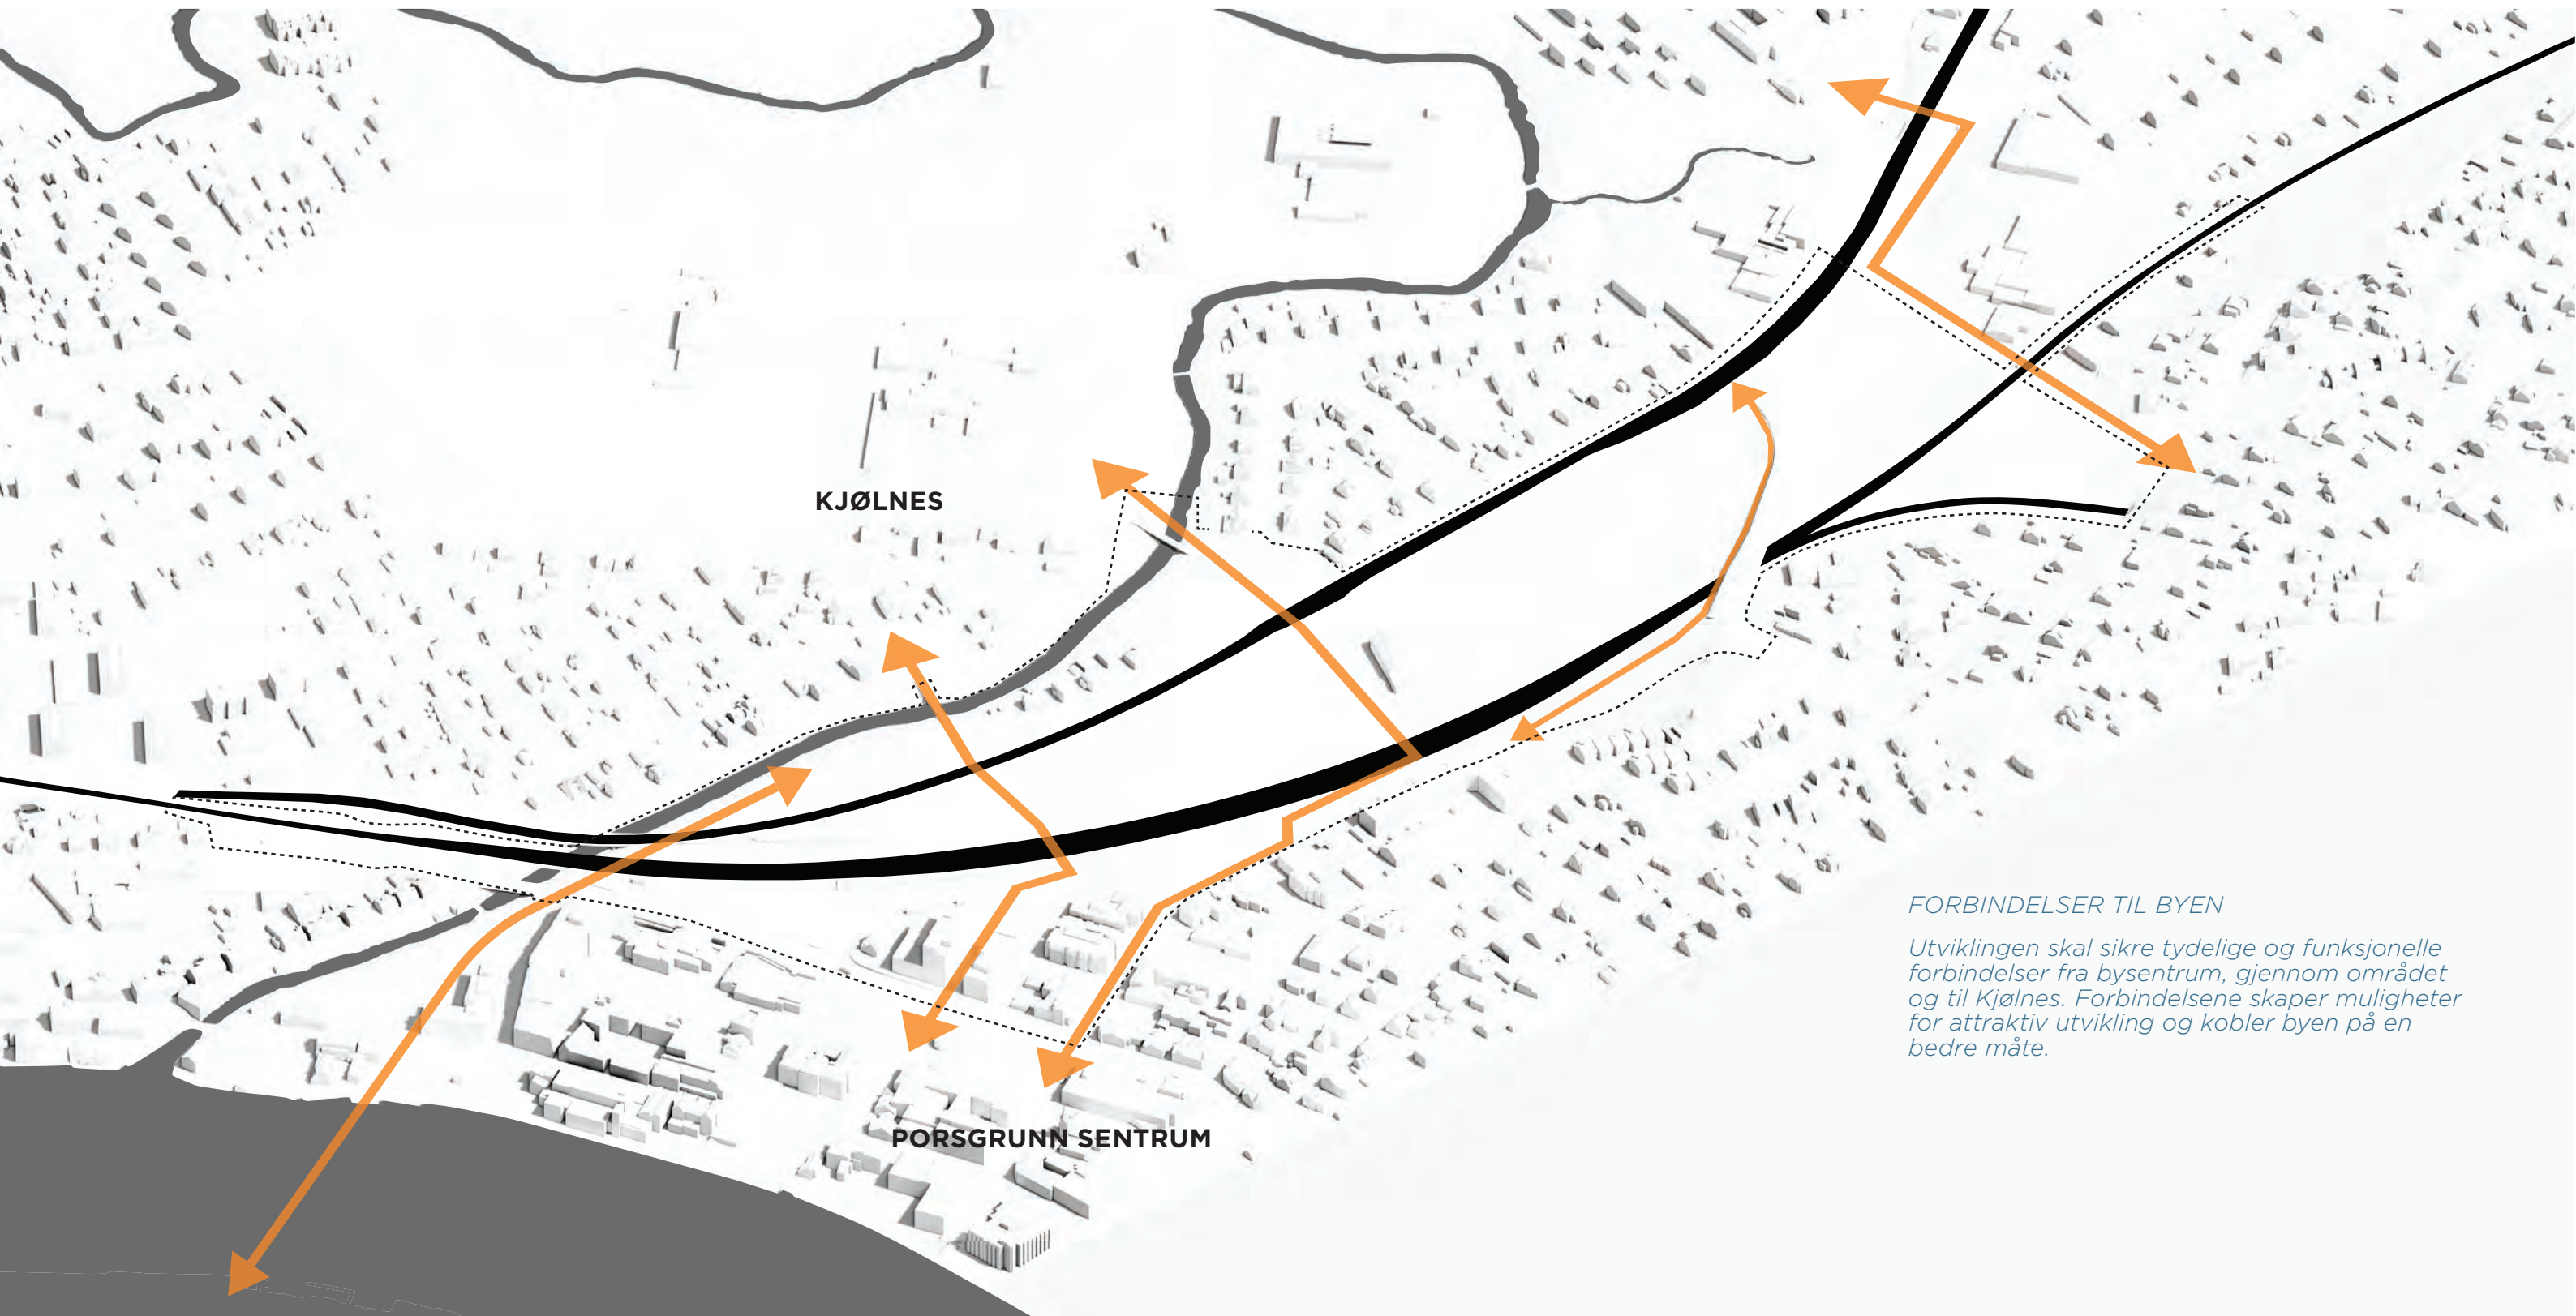 KJØLNES
PORSGRUNN SENTRUM
FORBINDELSER TIL BYEN
Utviklingen skal sikre tydelige og funksjonelle
forbindelser fra bysentrum, gjennom området
og til Kjølnes. Forbindelsene skaper muligheter
for attraktiv utvikling og kobler byen på en
bedre måte.